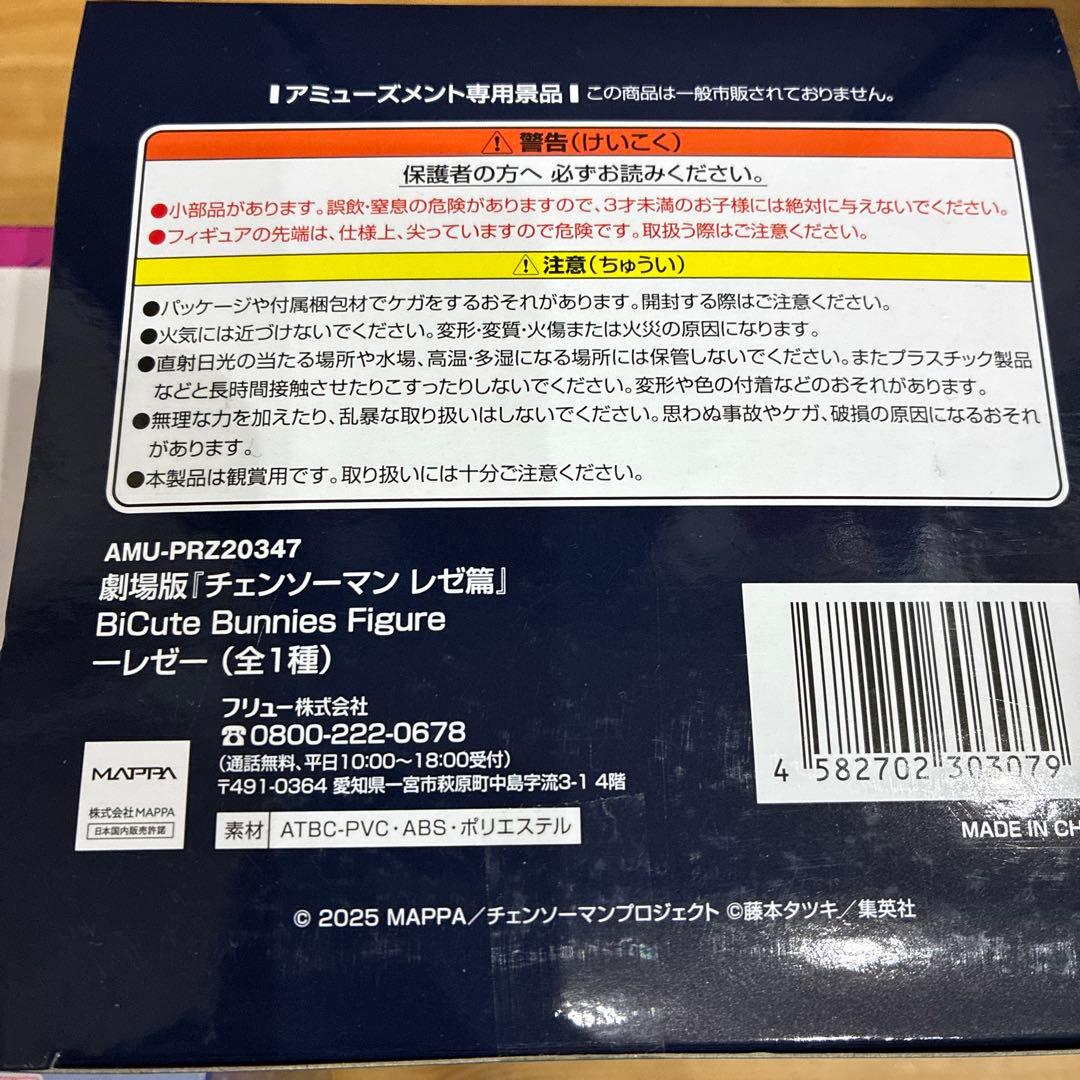 アミューズメント専用景品 この商品は一般市販されておりません。
警告(けいこく)
保護者の方へ 必ずお読みください。
●小部品があります。誤飲・窒息の危険がありますので、3才未満のお子様には絶対に与えないでください。
●フィギュアの先端は、仕様上、尖っていますので危険です。取扱う際はご注意ください。
注意(ちゅうい)
●パッケージや付属梱包材でケガをするおそれがあります。開封する際はご注意ください。
●火気には近づけないでください。変形・変質・火傷または火災の原因になります。
●直射日光の当たる場所や水場、高温・多湿になる場所には保管しないでください。またプラスチック製品
などと長時間接触させたりこすったりしないでください。変形や色の付着などのおそれがあります。
●無理な力を加えたり、乱暴な取り扱いはしないでください。思わぬ事故やケガ、破損の原因になるおそれ
があります。
●本製品は観賞用です。取り扱いには十分ご注意ください。
AMU-PRZ20347
劇場版『チェンソーマン レゼ篇』
BiCute Bunnies Figure
ーレゼー (全1種)
フリュー株式会社
☎0800-222-0678
(通話無料、平日10:00~18:00受付)
〒491-0364 愛知県一宮市萩原町中島字流3-1 4階
MAPPA
株式会社MAPPA
日本国内販売許諾
素材 ATBC-PVC・ABS・ポリエステル
4 582702 303079
MADE IN CH
© 2025 MAPPA/チェンソーマンプロジェクト ©藤本タツキ/集英社